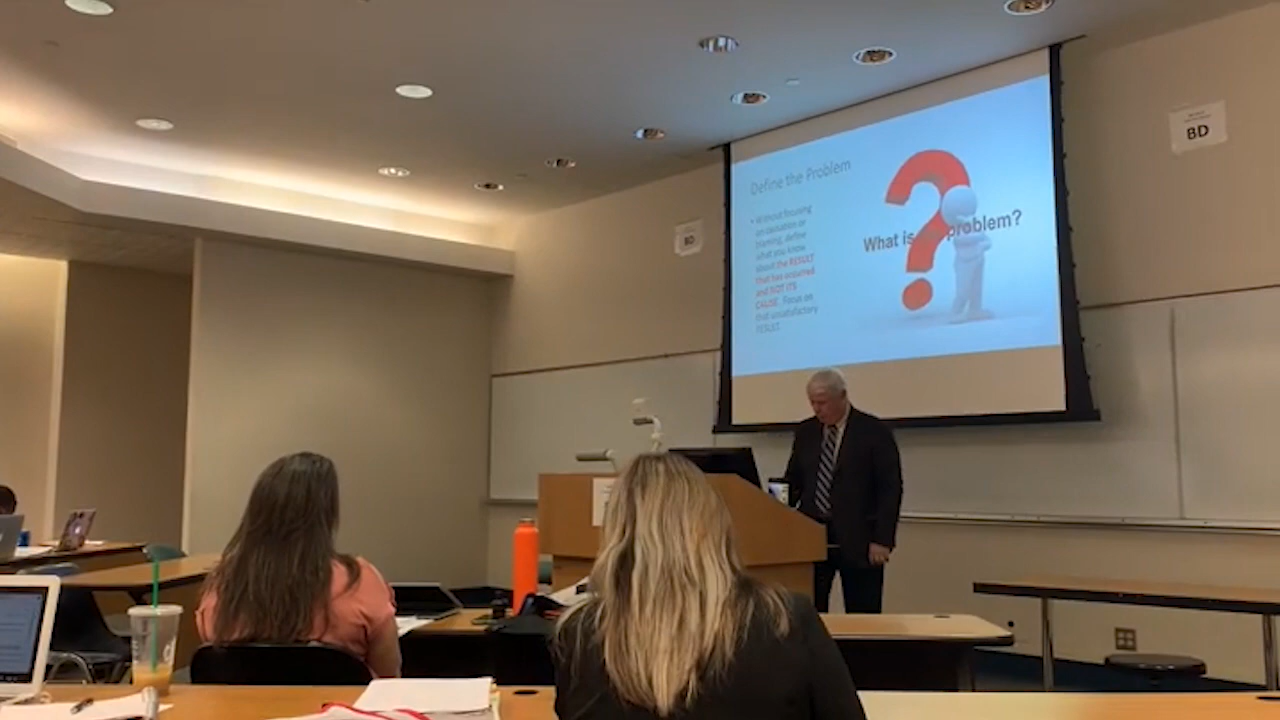 Define the Problem
• Without focusing
on causation or
blaming, define
what you know
about the RESULT
that has occurred
and NOT ITS
CAUSE. Focus on
that unsatisfactory
RESULT.
What is problem?
BD
BD